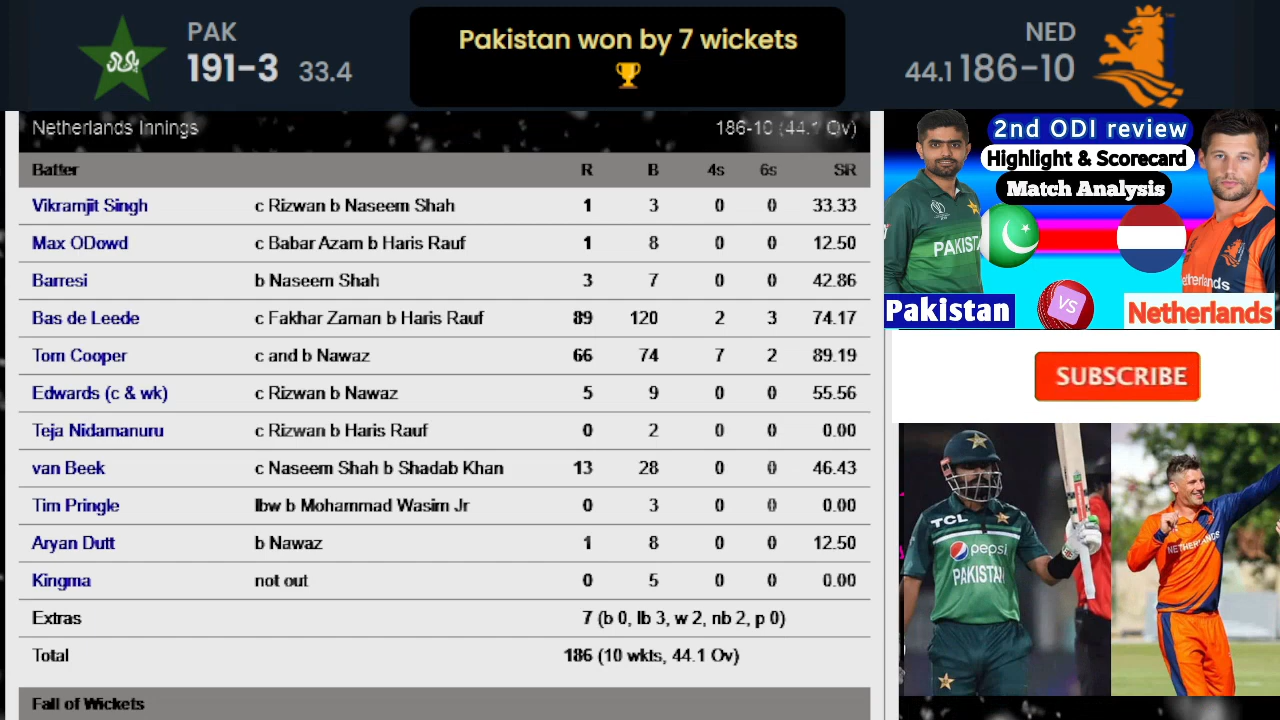 PAK
191-3 33.4
Pakistan won by 7 wickets
NED
44.1 186-10
Netherlands Innings 186-10 (44.1 Ov)
Batter R B 4s 6s SR
Vikramjit Singh c Rizwan b Naseem Shah 1 3 0 0 33.33
Max ODowd c Babar Azam b Haris Rauf 1 8 0 0 12.50
Barresi b Naseem Shah 3 7 0 0 42.86
Bas de Leede c Fakhar Zaman b Haris Rauf 89 120 2 3 74.17
Tom Cooper c and b Nawaz 66 74 7 2 89.19
Edwards (c & wk) c Rizwan b Nawaz 5 9 0 0 55.56
Teja Nidamanuru c Rizwan b Haris Rauf 0 2 0 0 0.00
van Beek c Naseem Shah b Shadab Khan 13 28 0 0 46.43
Tim Pringle lbw b Mohammad Wasim Jr 0 3 0 0 0.00
Aryan Dutt b Nawaz 1 8 0 0 12.50
Kingma not out 0 5 0 0 0.00
Extras 7 (b 0, lb 3, w 2, nb 2, p 0)
Total 186 (10 wkts, 44.1 Ov)
Fall of Wickets
2nd ODI review
Highlight & Scorecard
Match Analysis
PAKIST
etherlands
Pakistan
VS
Netherlands
SUBSCRIBE
TCL
pepsi
PAKISTAN
NETHERLANDS